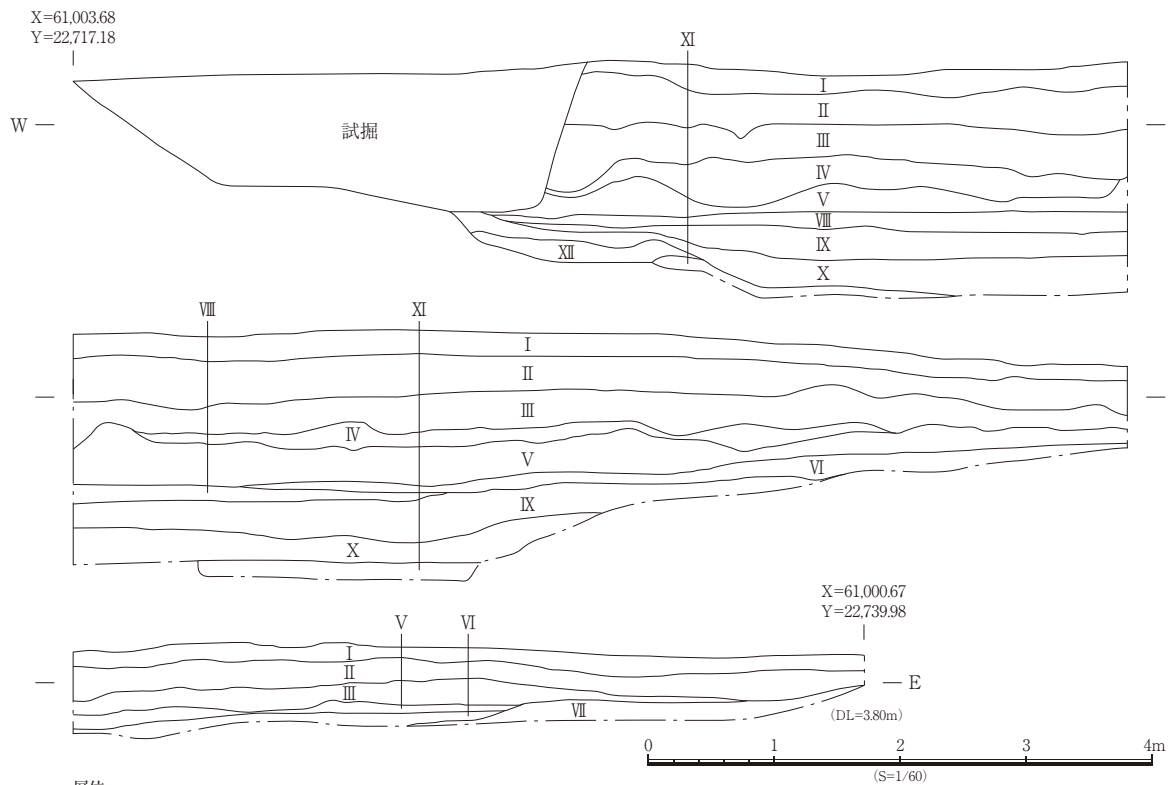 X=61,003.68
Y=22,717.18
Ⅺ
W
試掘
Ⅰ
Ⅱ
Ⅲ
Ⅳ
Ⅴ
Ⅷ
Ⅸ
Ⅹ
Ⅻ
Ⅷ
Ⅺ
Ⅰ
Ⅱ
Ⅲ
Ⅳ
Ⅴ
Ⅵ
Ⅸ
Ⅹ
X=61,000.67
Y=22,739.98
Ⅴ
Ⅵ
Ⅰ
Ⅱ
Ⅲ
Ⅶ
E
(DL=3.80m)
0 1 2 3 4m
(S=1/60)